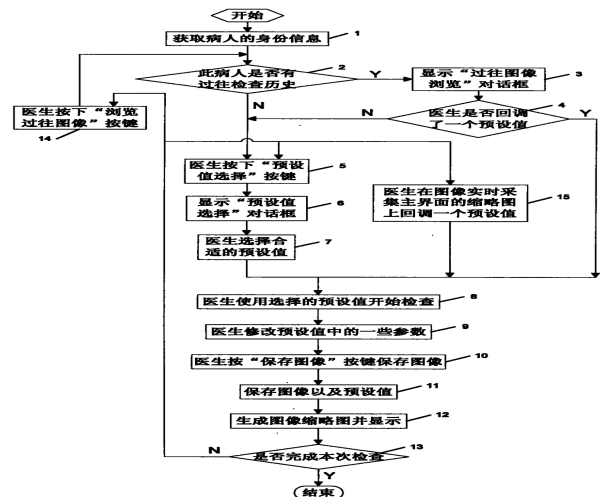 开始
获取病人的身份信息
1
此病人是否有
过往检查历史
2
Y
显示“过往图像
浏览”对话框
3
N
医生是否回调
了一个预设值
4
N
Y
医生按下“浏览
过往图像”按键
14
医生按下“预设
值选择”按键
5
显示“预设值
选择”对话框
6
医生选择合
适的预设值
7
医生在图像实时采
集主界面的缩略图
上回调一个预设值
15
医生使用选择的预设值开始检查
8
医生修改预设值中的一些参数
9
医生按“保存图像”按键保存图像
10
保存图像以及预设值
11
生成图像缩略图并显示
12
是否完成本次检查
13
N
Y
结束